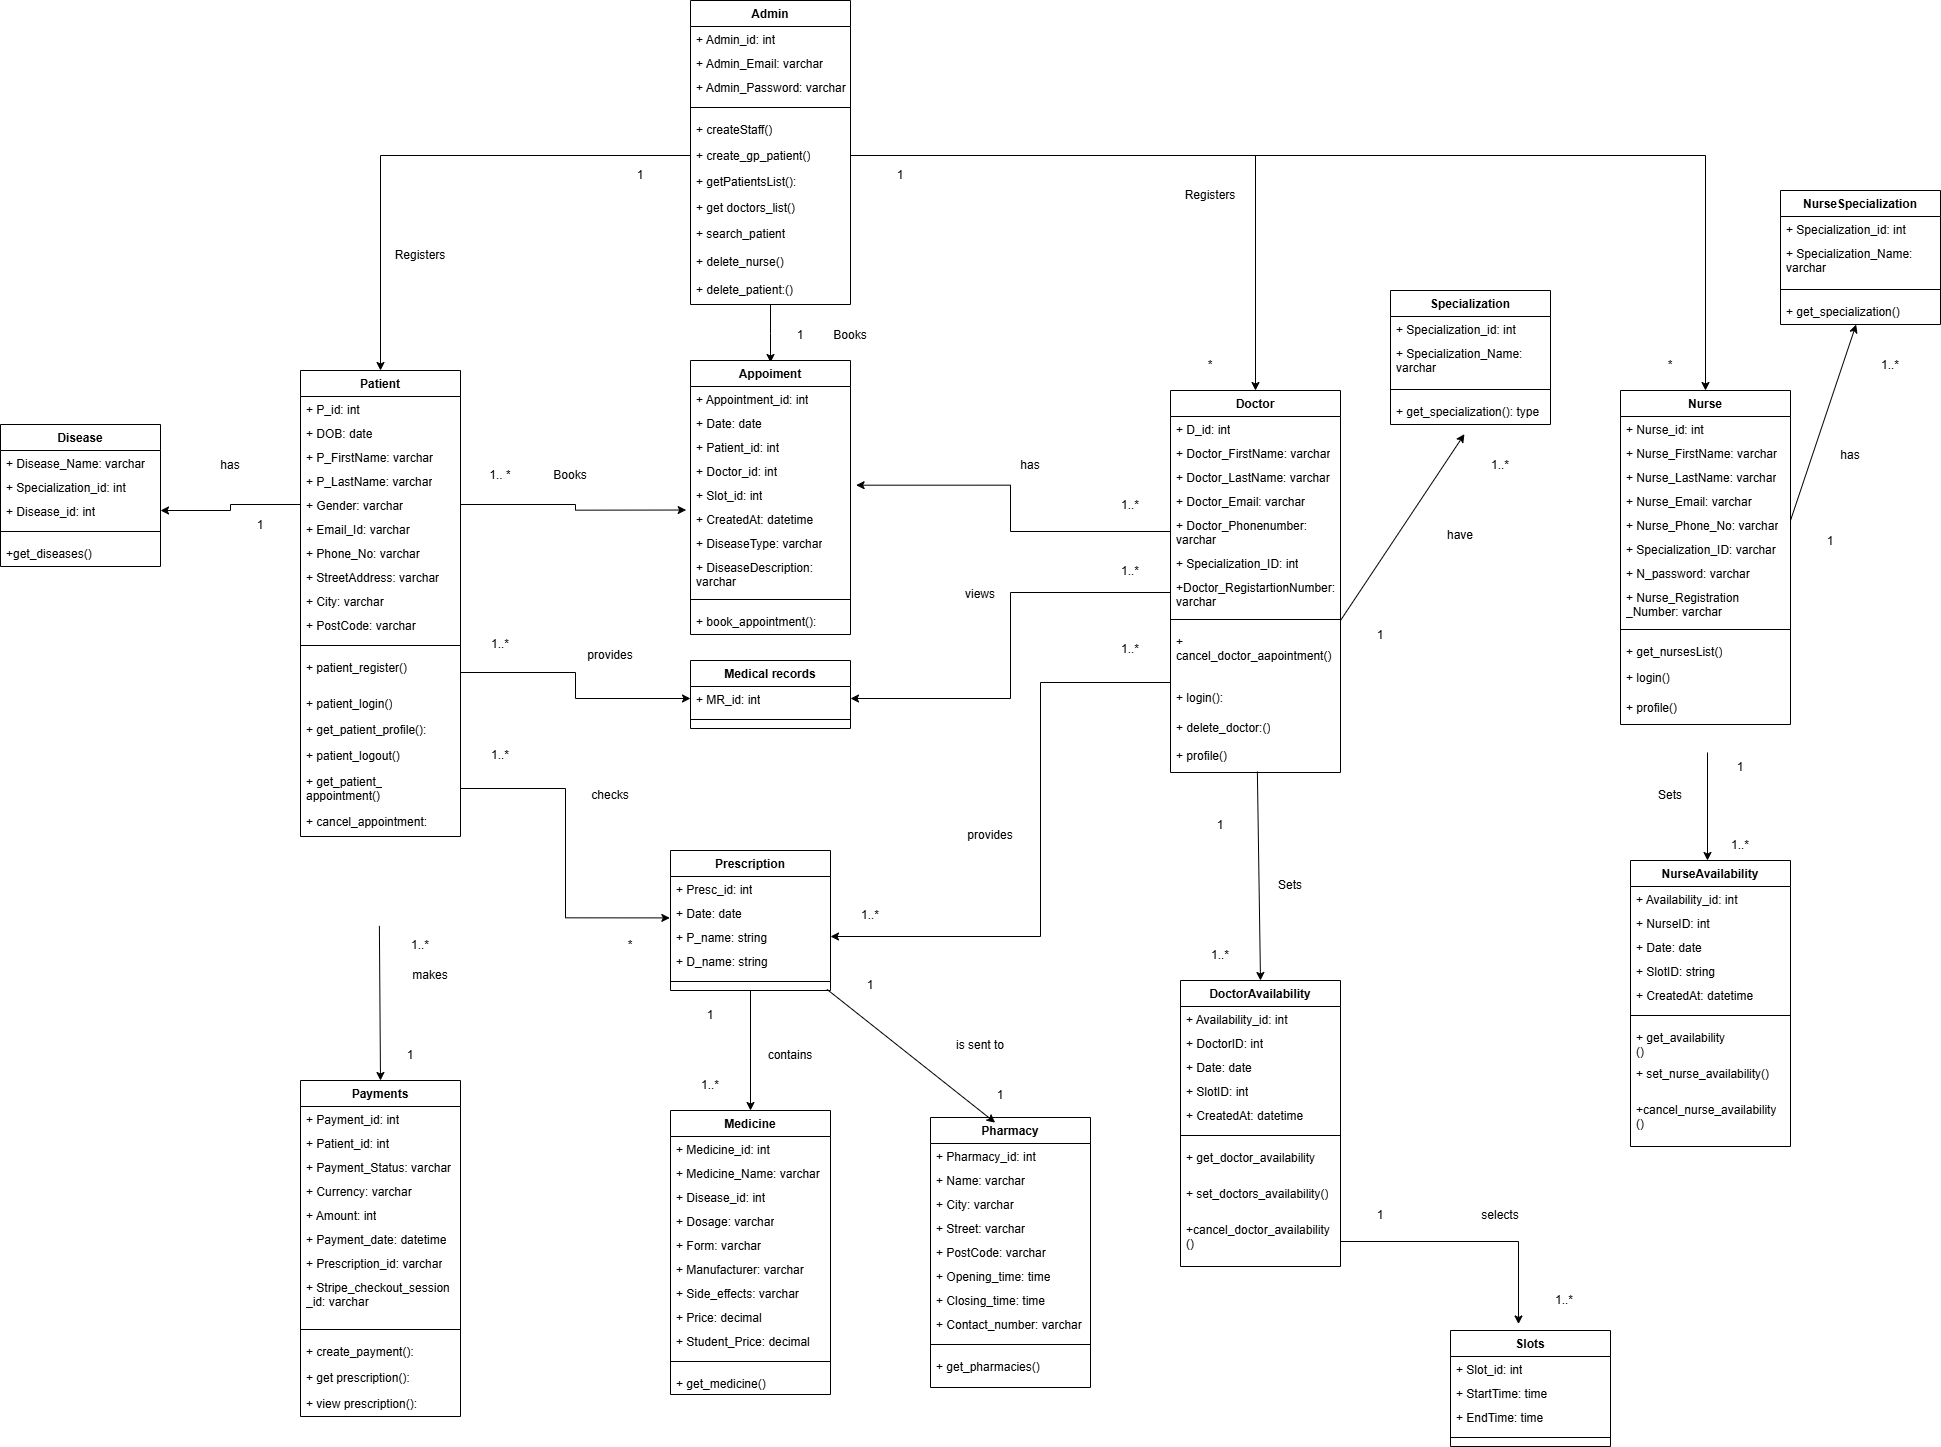 Admin
+ Admin_id: int
+ Admin_Email: varchar
+ Admin_Password: varchar
+ createStaff()
+ create_gp_patient()
+ getPatientsList():
+ get doctors_list()
+ search_patient
+ delete_nurse()
+ delete_patient:()
1
1
Registers
Registers
1
Books
*
*
NurseSpecialization
+ Specialization_id: int
+ Specialization_Name:
varchar
+ get_specialization()
1..*
has
1
Specialization
+ Specialization_id: int
+ Specialization_Name:
varchar
+ get_specialization(): type
1..*
have
1
Patient
+ P_id: int
+ DOB: date
+ P_FirstName: varchar
+ P_LastName: varchar
+ Gender: varchar
+ Email_Id: varchar
+ Phone_No: varchar
+ StreetAddress: varchar
+ City: varchar
+ PostCode: varchar
+ patient_register()
+ patient_login()
+ get_patient_profile():
+ patient_logout()
+ get_patient_
appointment()
+ cancel_appointment:
Disease
+ Disease_Name: varchar
+ Specialization_id: int
+ Disease_id: int
+get_diseases()
has
1
1.. *
Books
Appoiment
+ Appointment_id: int
+ Date: date
+ Patient_id: int
+ Doctor_id: int
+ Slot_id: int
+ CreatedAt: datetime
+ DiseaseType: varchar
+ DiseaseDescription:
varchar
+ book_appointment():
has
1..*
1..*
views
1..*
1..*
provides
Medical records
+ MR_id: int
1..*
checks
*
provides
1..*
Doctor
+ D_id: int
+ Doctor_FirstName: varchar
+ Doctor_LastName: varchar
+ Doctor_Email: varchar
+ Doctor_Phonenumber:
varchar
+ Specialization_ID: int
+Doctor_RegistartionNumber:
varchar
+
cancel_doctor_aapointment()
+ login():
+ delete_doctor:()
+ profile()
Nurse
+ Nurse_id: int
+ Nurse_FirstName: varchar
+ Nurse_LastName: varchar
+ Nurse_Email: varchar
+ Nurse_Phone_No: varchar
+ Specialization_ID: varchar
+ N_password: varchar
+ Nurse_Registration
_Number: varchar
+ get_nursesList()
+ login()
+ profile()
1
Sets
1..*
NurseAvailability
+ Availability_id: int
+ NurseID: int
+ Date: date
+ SlotID: string
+ CreatedAt: datetime
+ get_availability
()
+ set_nurse_availability()
+cancel_nurse_availability
()
1
Sets
1..*
Prescription
+ Presc_id: int
+ Date: date
+ P_name: string
+ D_name: string
1
contains
1..*
1
is sent to
1
1..*
makes
1
Payments
+ Payment_id: int
+ Patient_id: int
+ Payment_Status: varchar
+ Currency: varchar
+ Amount: int
+ Payment_date: datetime
+ Prescription_id: varchar
+ Stripe_checkout_session
_id: varchar
+ create_payment():
+ get prescription():
+ view prescription():
Medicine
+ Medicine_id: int
+ Medicine_Name: varchar
+ Disease_id: int
+ Dosage: varchar
+ Form: varchar
+ Manufacturer: varchar
+ Side_effects: varchar
+ Price: decimal
+ Student_Price: decimal
+ get_medicine()
Pharmacy
+ Pharmacy_id: int
+ Name: varchar
+ City: varchar
+ Street: varchar
+ PostCode: varchar
+ Opening_time: time
+ Closing_time: time
+ Contact_number: varchar
+ get_pharmacies()
DoctorAvailability
+ Availability_id: int
+ DoctorID: int
+ Date: date
+ SlotID: int
+ CreatedAt: datetime
+ get_doctor_availability
+ set_doctors_availability()
+cancel_doctor_availability
()
1
selects
1..*
Slots
+ Slot_id: int
+ StartTime: time
+ EndTime: time